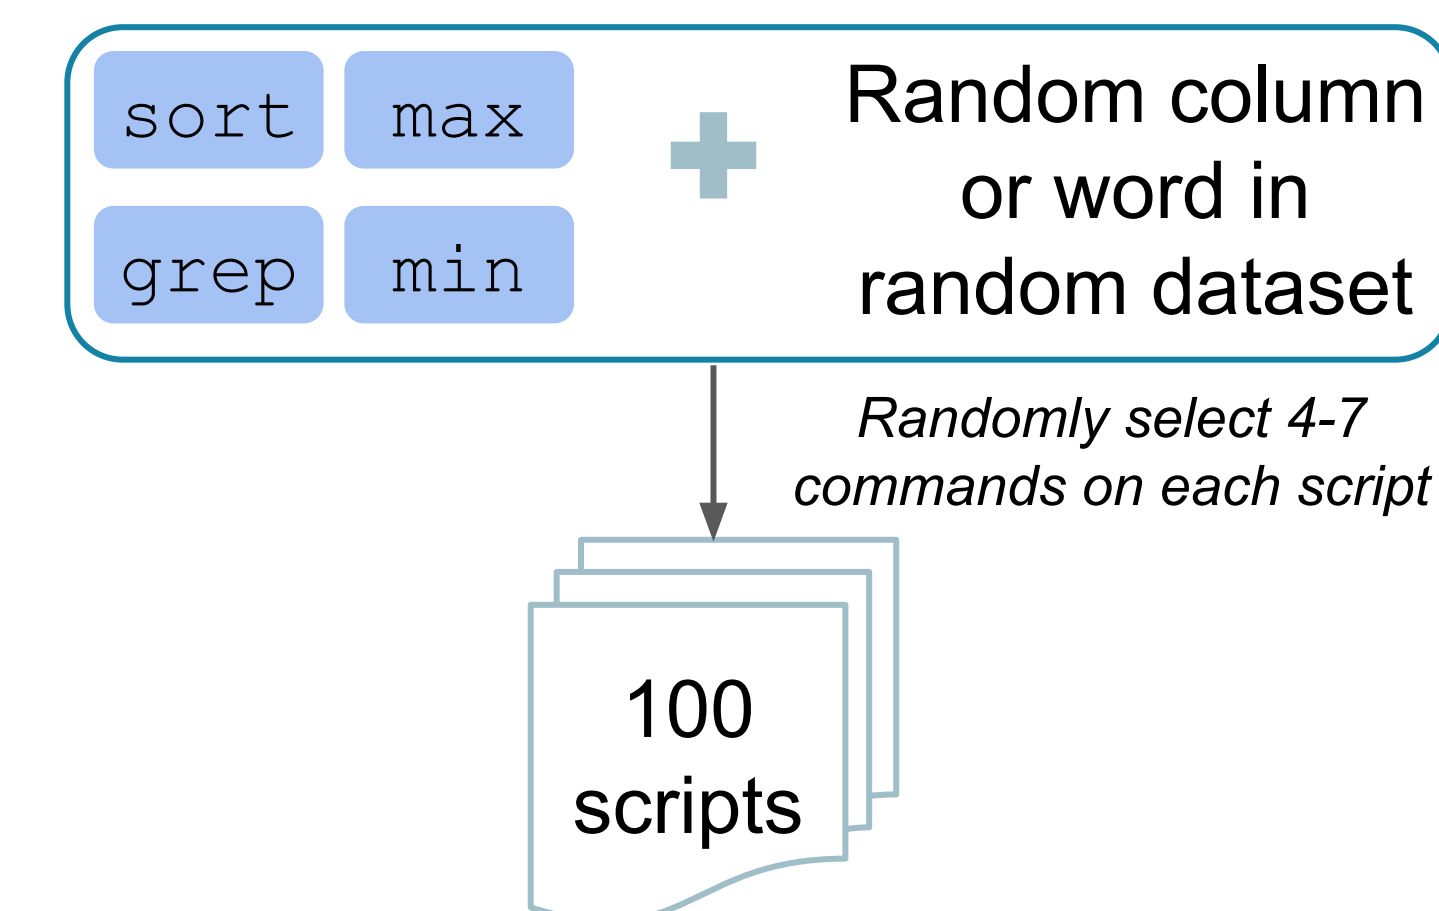 sort
max
grep
min
Random column
or word in
random dataset
Randomly select 4-7
commands on each script
100
scripts